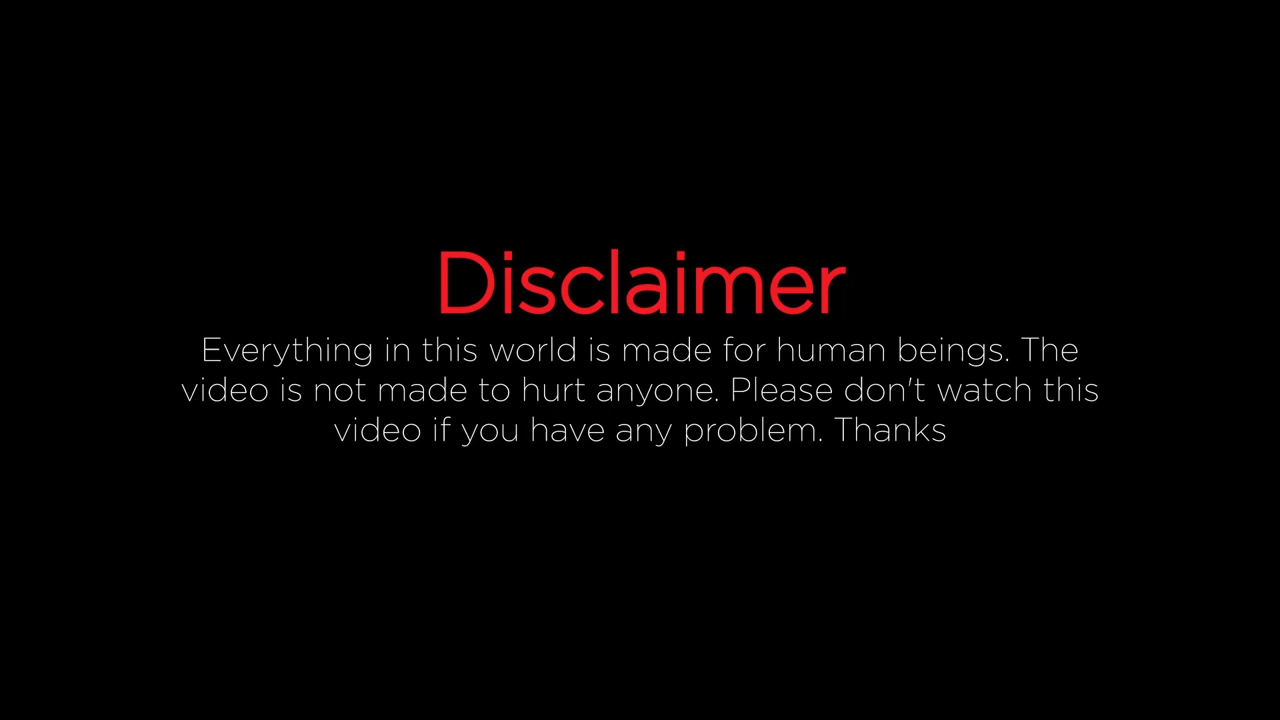 Disclaimer
Everything in this world is made for human beings. The
video is not made to hurt anyone. Please don't watch this
video if you have any problem. Thanks